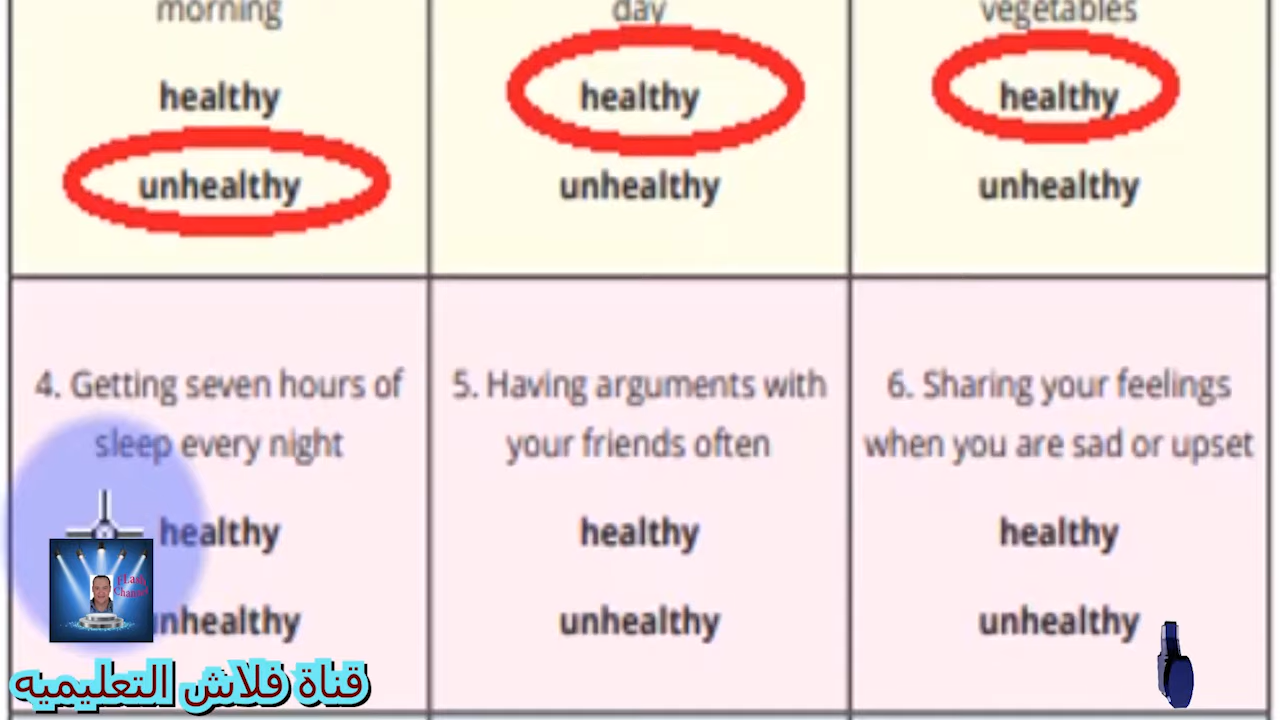 morning
day
vegetables
healthy
healthy
healthy
unhealthy
unhealthy
unhealthy
4. Getting seven hours of
sleep every night
5. Having arguments with
your friends often
6. Sharing your feelings
when you are sad or upset
healthy
healthy
healthy
unhealthy
unhealthy
unhealthy
FLash
Channel
قناة فلاش التعليميه